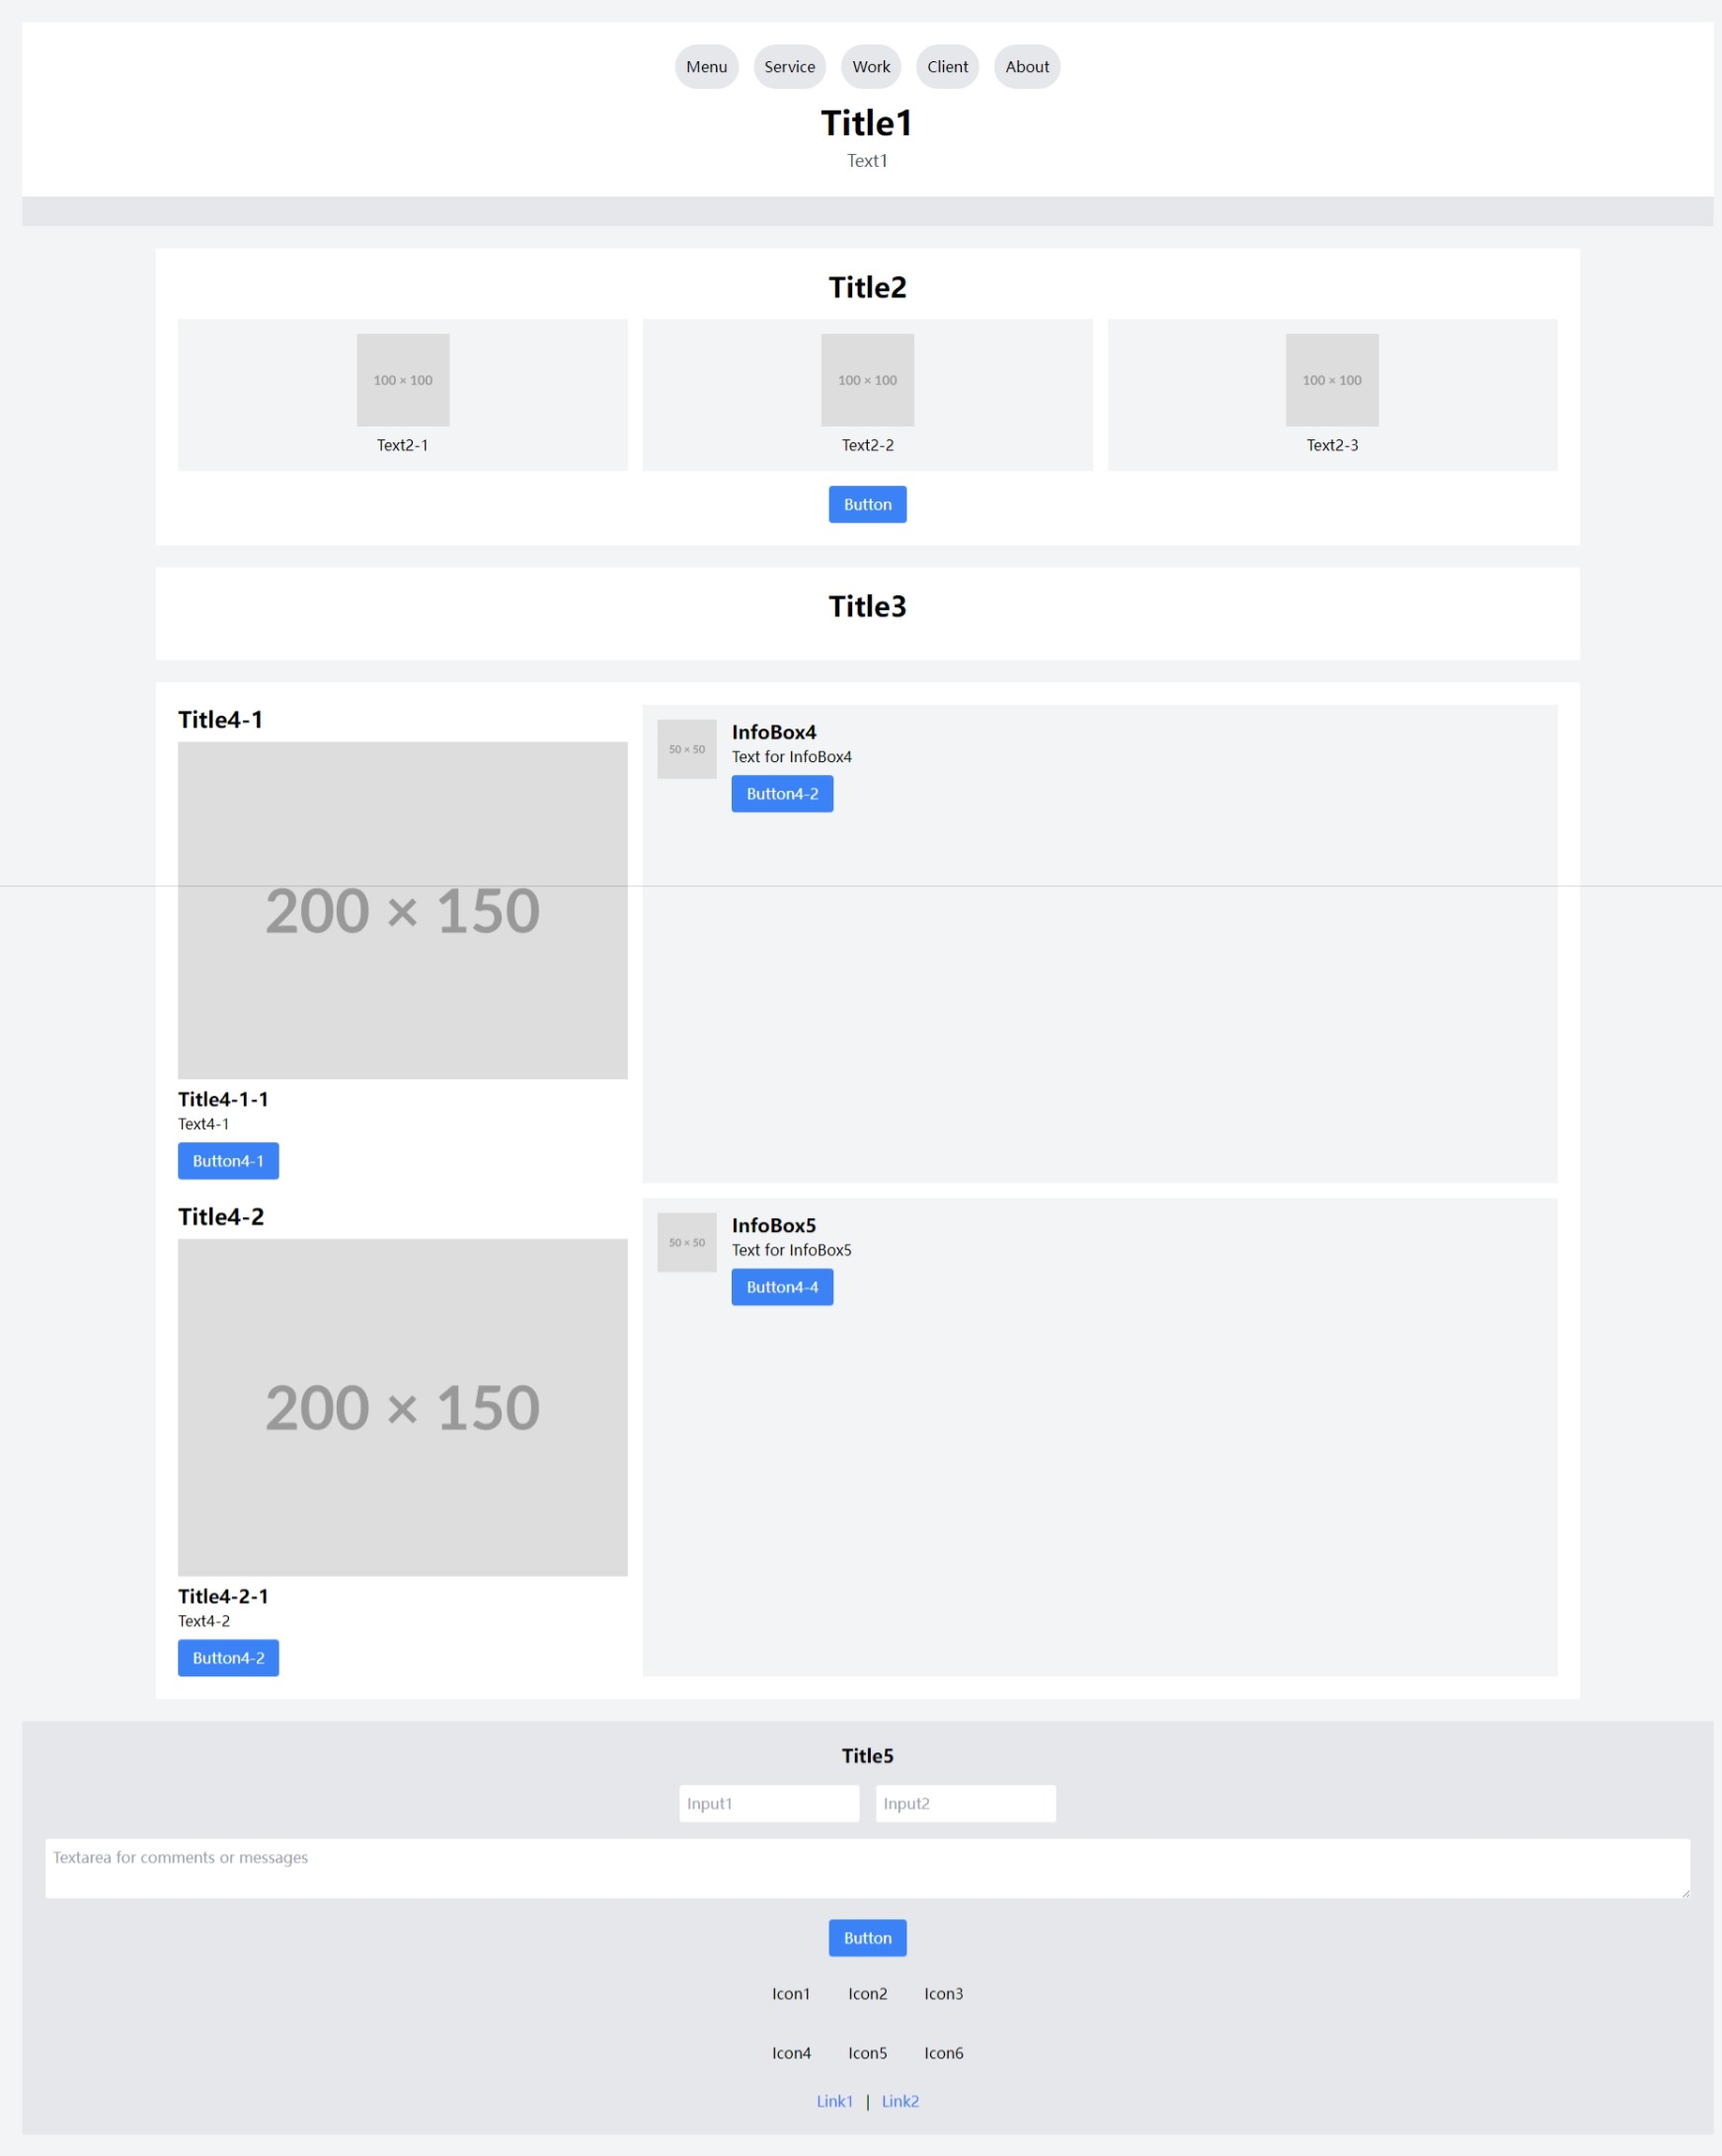 Menu Service Work Client About
Title1
Text1
Title2
100 × 100 100 × 100 100 × 100
Text2-1 Text2-2 Text2-3
Button
Title3
Title4-1
200 × 150
Title4-1-1
Text4-1
Button4-1
50 × 50
InfoBox4
Text for InfoBox4
Button4-2
Title4-2
200 × 150
Title4-2-1
Text4-2
Button4-2
50 × 50
InfoBox5
Text for InfoBox5
Button4-4
Title5
Input1 Input2
Textarea for comments or messages
Button
Icon1 Icon2 Icon3
Icon4 Icon5 Icon6
Link1 | Link2